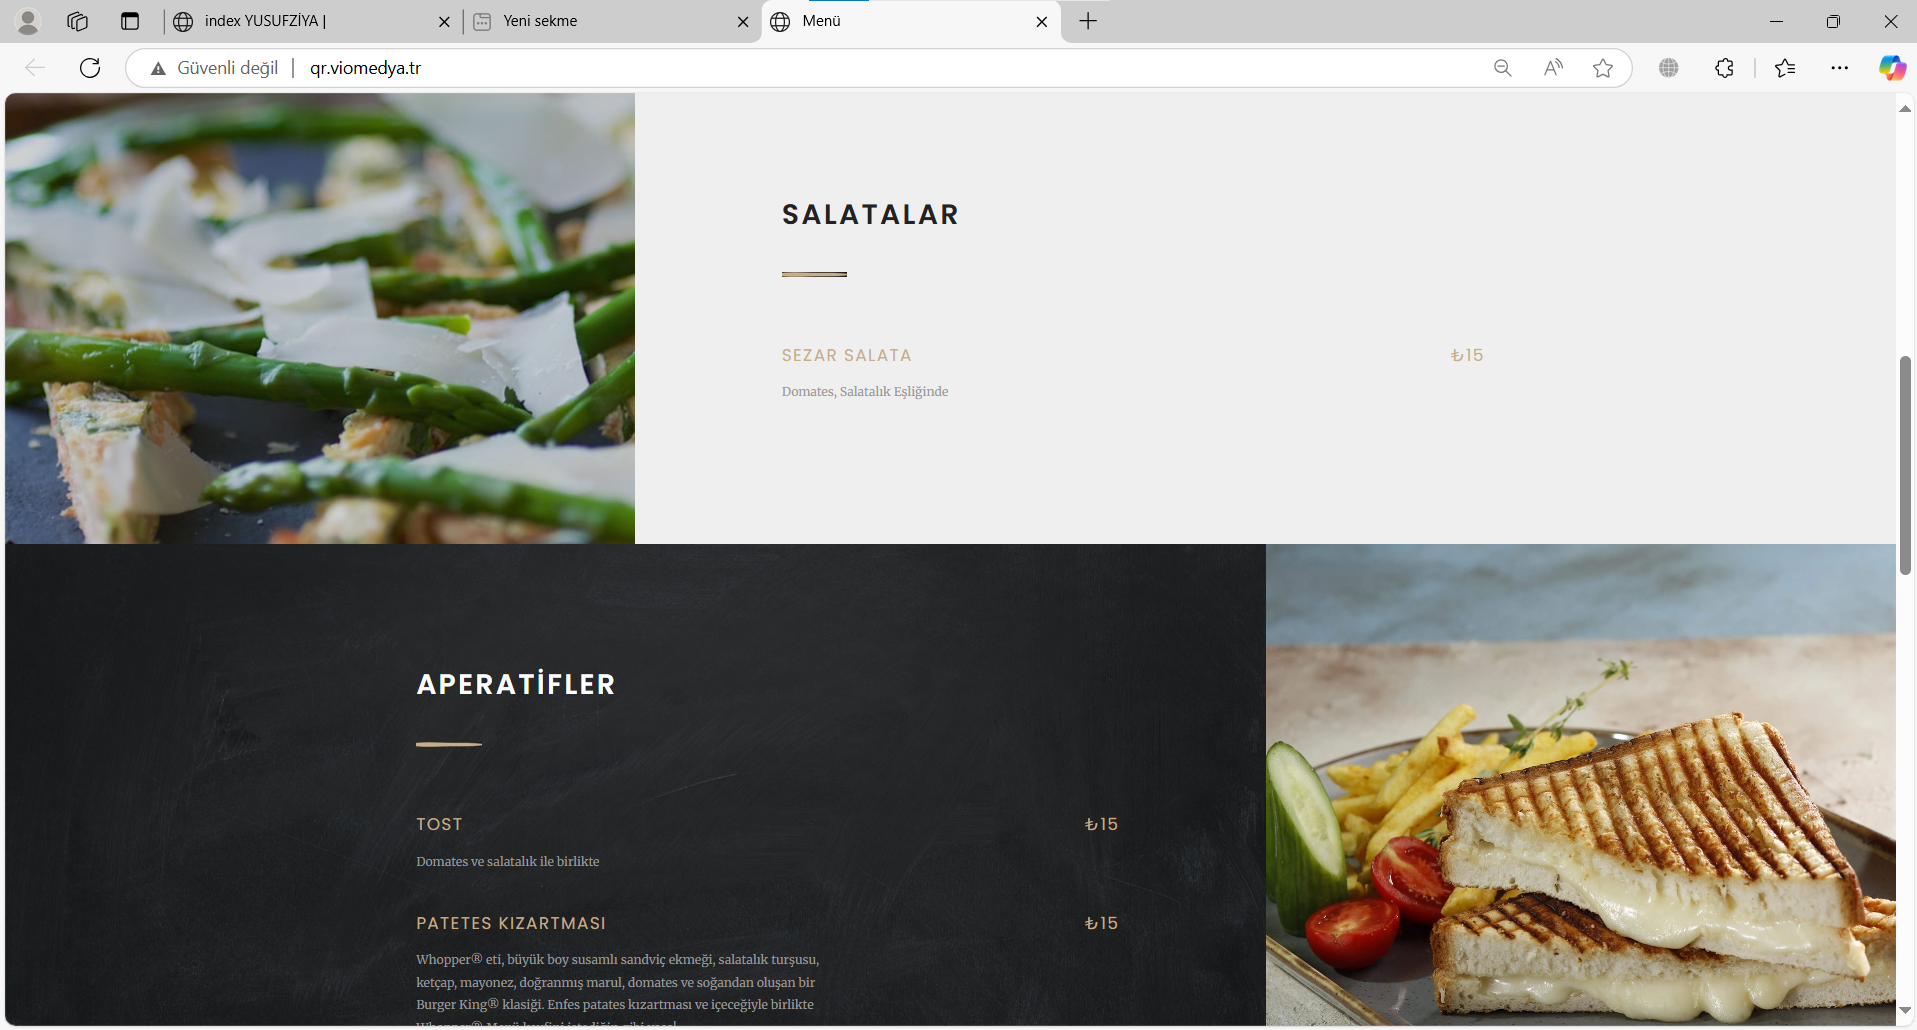 index YUSUFZİYA |
Yeni sekme
Menü
Güvenli değil
qr.viomedya.tr
SALATALAR
SEZAR SALATA ₺15
Domates, Salatalık Eşliğinde
APERATİFLER
TOST ₺15
Domates ve salatalık ile birlikte
PATETES KIZARTMASI ₺15
Whopper® eti, büyük boy susamlı sandviç ekmeği, salatalık turşusu,
ketçap, mayonez, doğranmış marul, domates ve soğandan oluşan bir
Burger King® klasiği. Enfes patates kızartması ve içeceğiyle birlikte